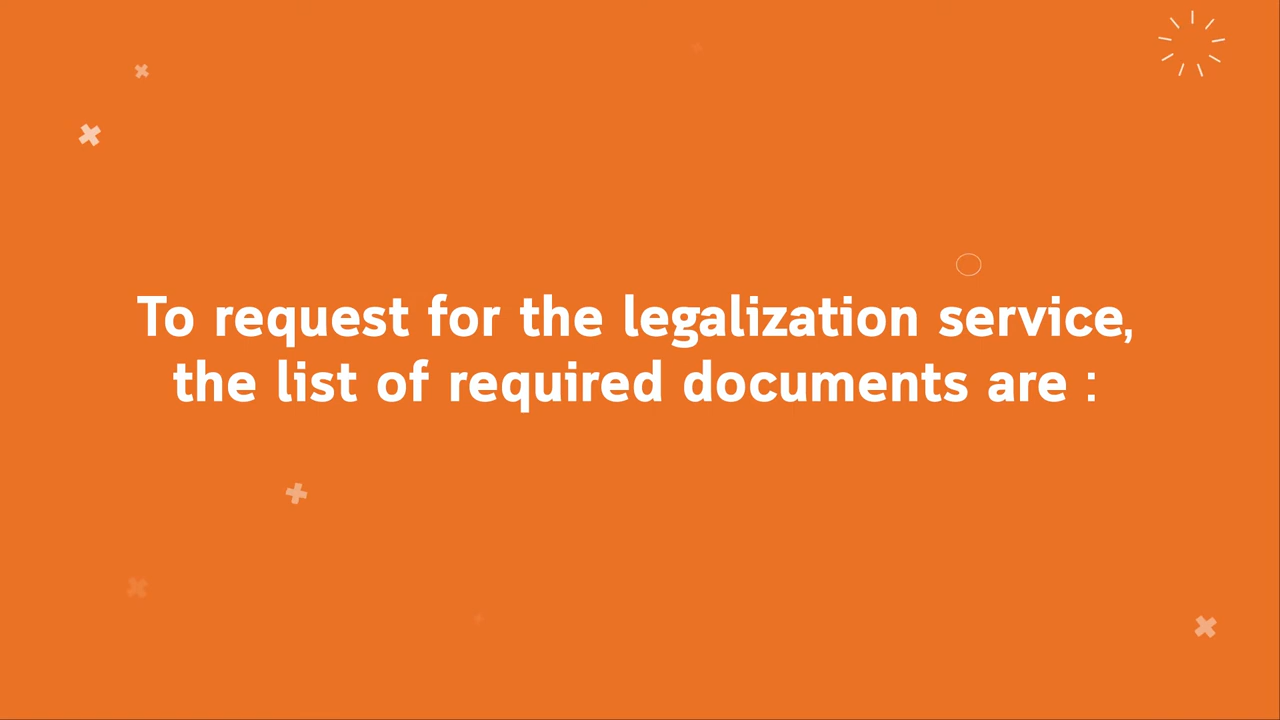 To request for the legalization service,
the list of required documents are :